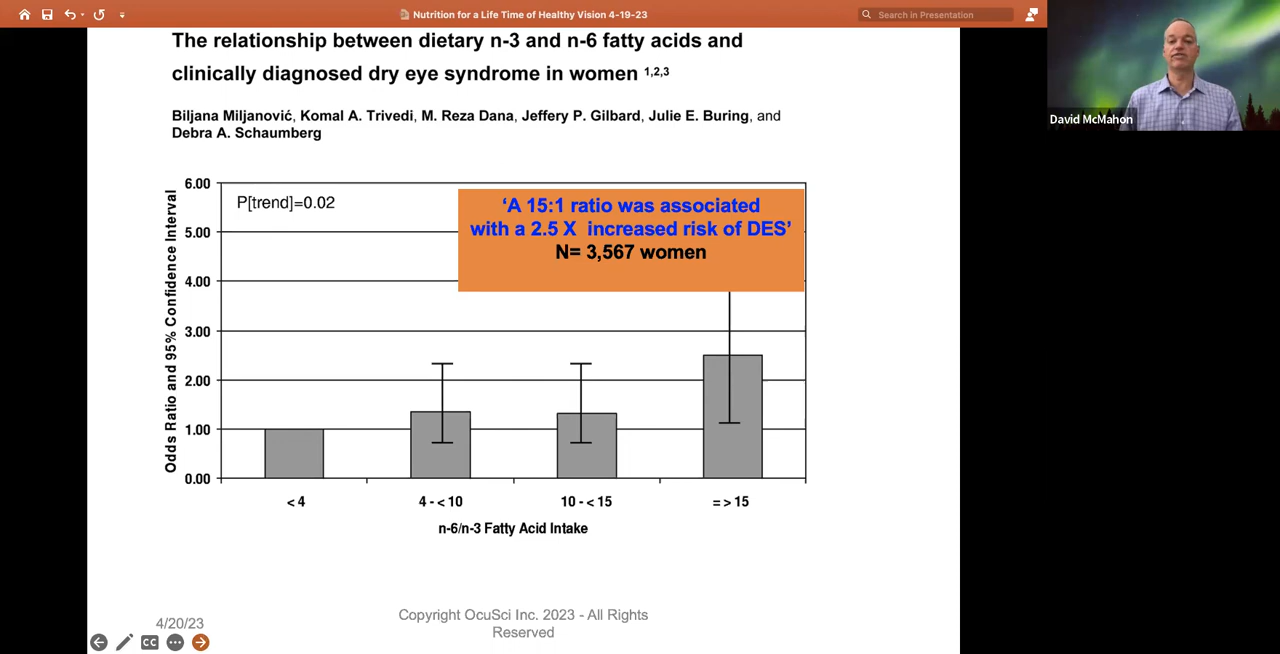 Nutrition for a Life Time of Healthy Vision 4-19-23
Search in Presentation
The relationship between dietary n-3 and n-6 fatty acids and
clinically diagnosed dry eye syndrome in women 1,2,3
Biljana Miljanović, Komal A. Trivedi, M. Reza Dana, Jeffery P. Gilbard, Julie E. Buring, and
Debra A. Schaumberg
David McMahon
Odds Ratio and 95% Confidence Interval
6.00
5.00
4.00
3.00
2.00
1.00
0.00
P[trend]=0.02
‘A 15:1 ratio was associated
with a 2.5 X increased risk of DES’
N= 3,567 women
< 4
4 - < 10
10 - < 15
= > 15
n-6/n-3 Fatty Acid Intake
4/20/23
Copyright OcuSci Inc. 2023 - All Rights
Reserved
CC